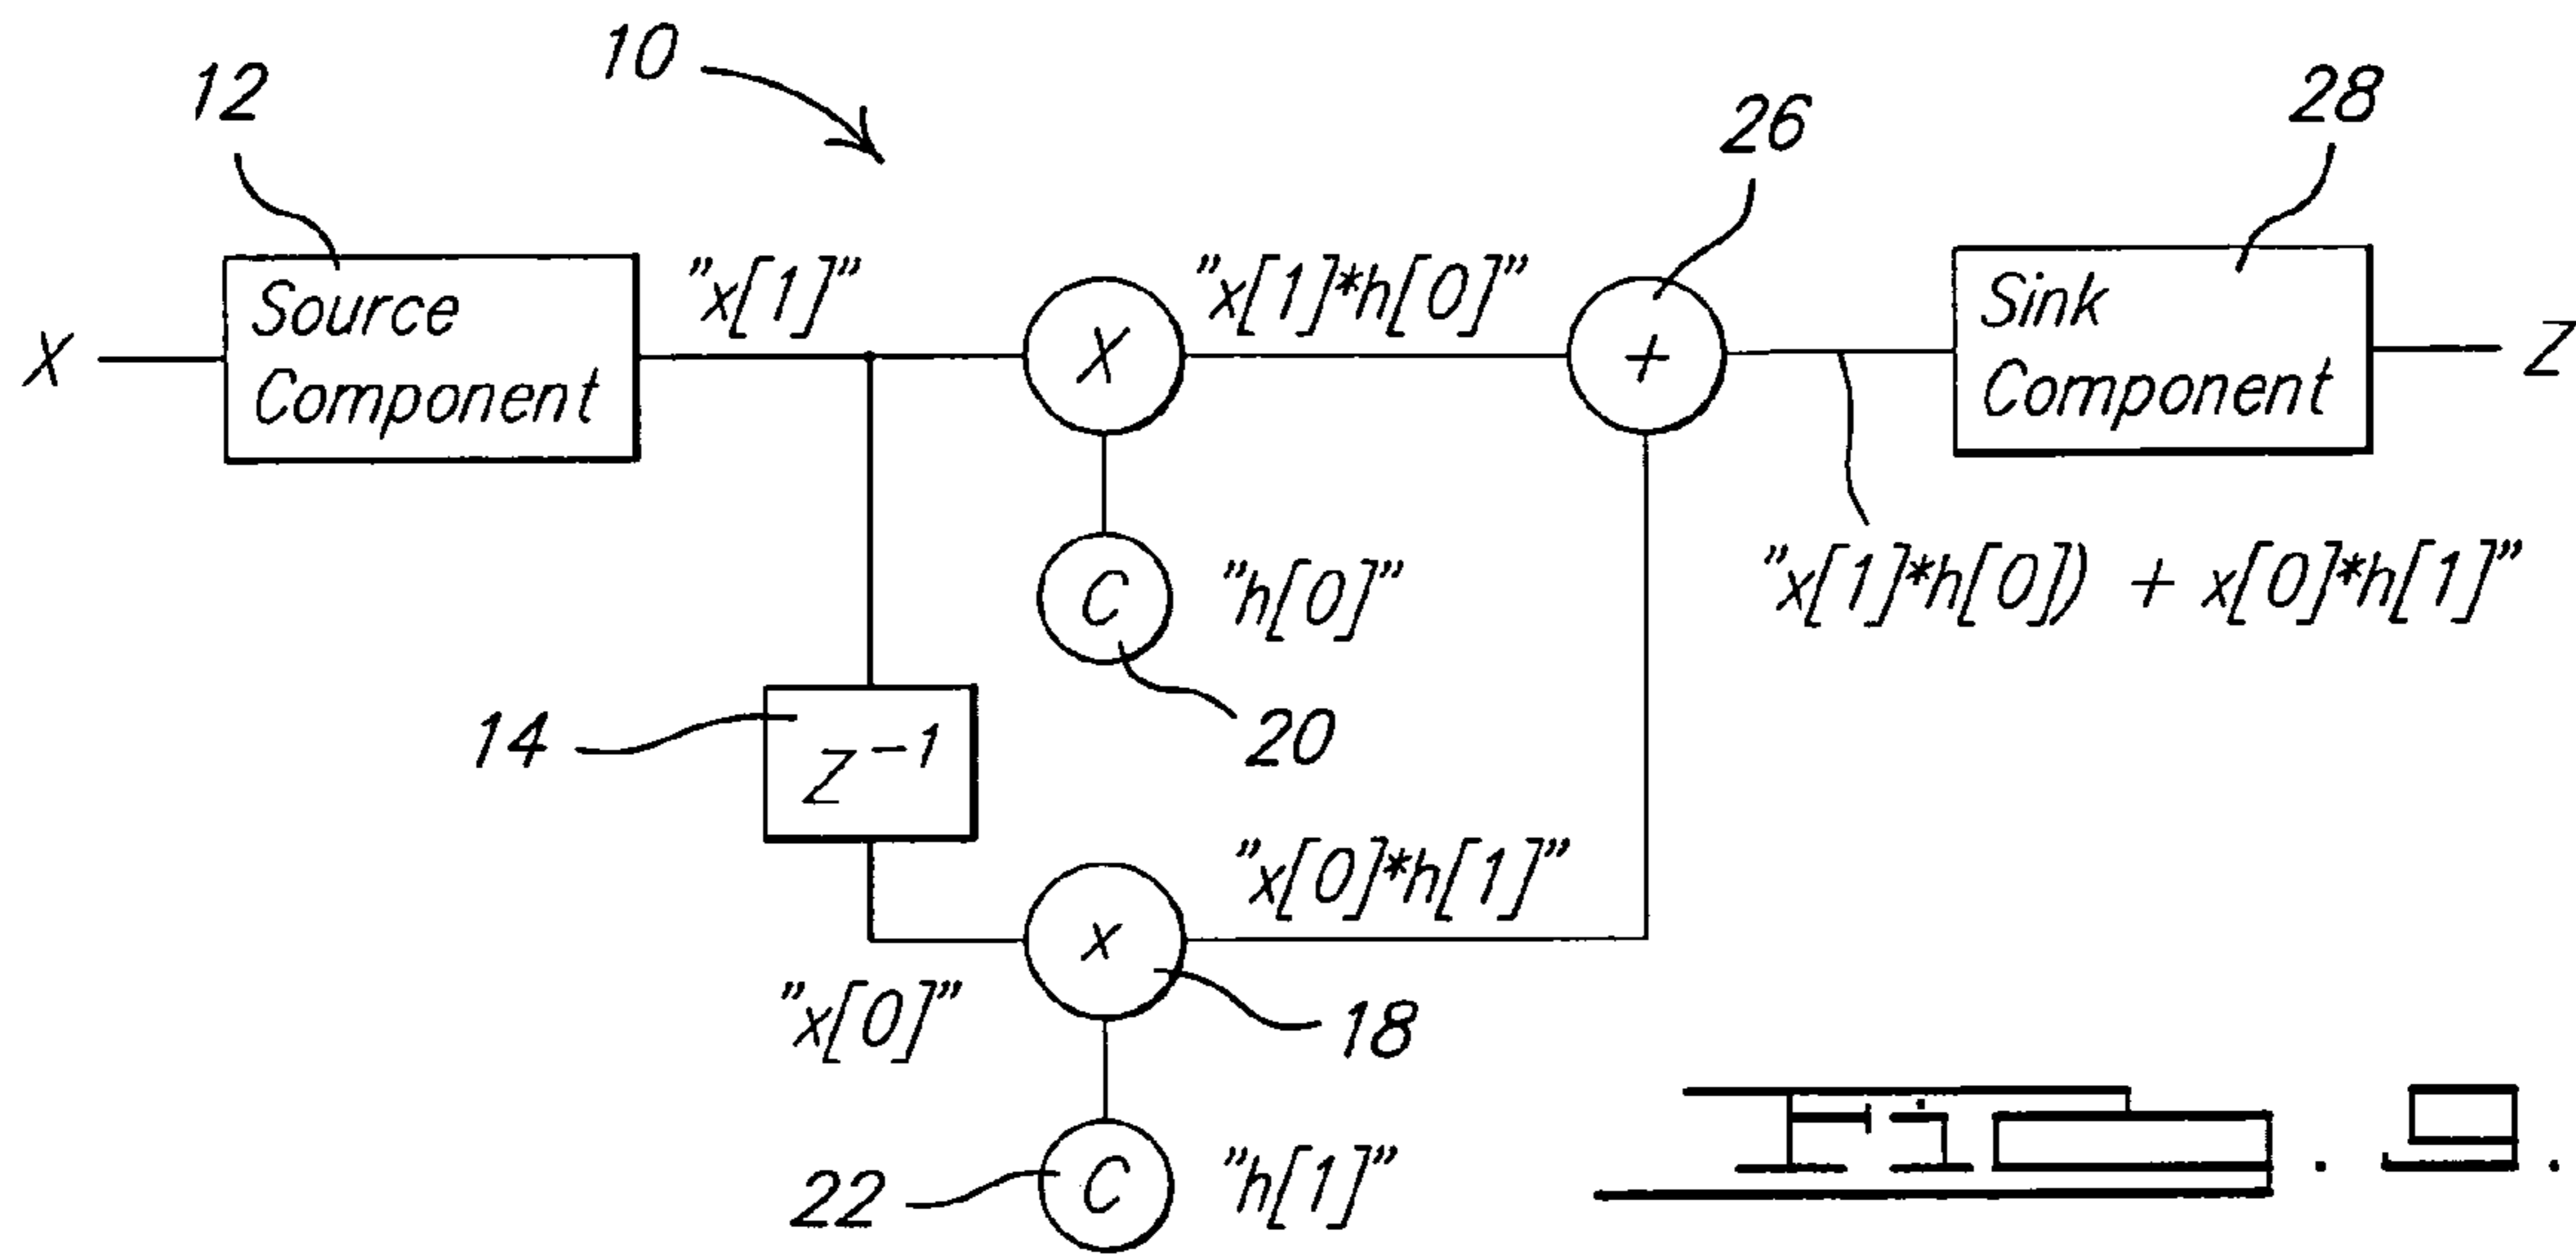 10
12
26
28
"x[1]"
"x[1]*h[0]"
X
Source
Component
X
+
Sink
Component
Z
C
"h[0]"
"x[1]*h[0]) + x[0]*h[1]"
14
Z⁻¹
20
"x[0]*h[1]"
x
"x[0]"
18
22
C
"h[1]"